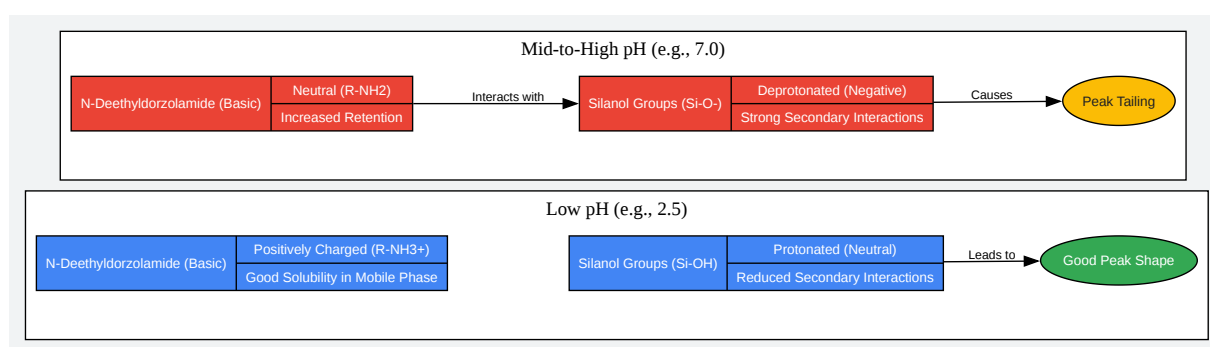 Mid-to-High pH (e.g., 7.0)
N-Deethyldorzolamide (Basic)
Neutral (R-NH2)
Increased Retention
Interacts with
Silanol Groups (Si-O-)
Deprotonated (Negative)
Strong Secondary Interactions
Causes
Peak Tailing
Low pH (e.g., 2.5)
N-Deethyldorzolamide (Basic)
Positively Charged (R-NH3+)
Good Solubility in Mobile Phase
Silanol Groups (Si-OH)
Protonated (Neutral)
Reduced Secondary Interactions
Leads to
Good Peak Shape